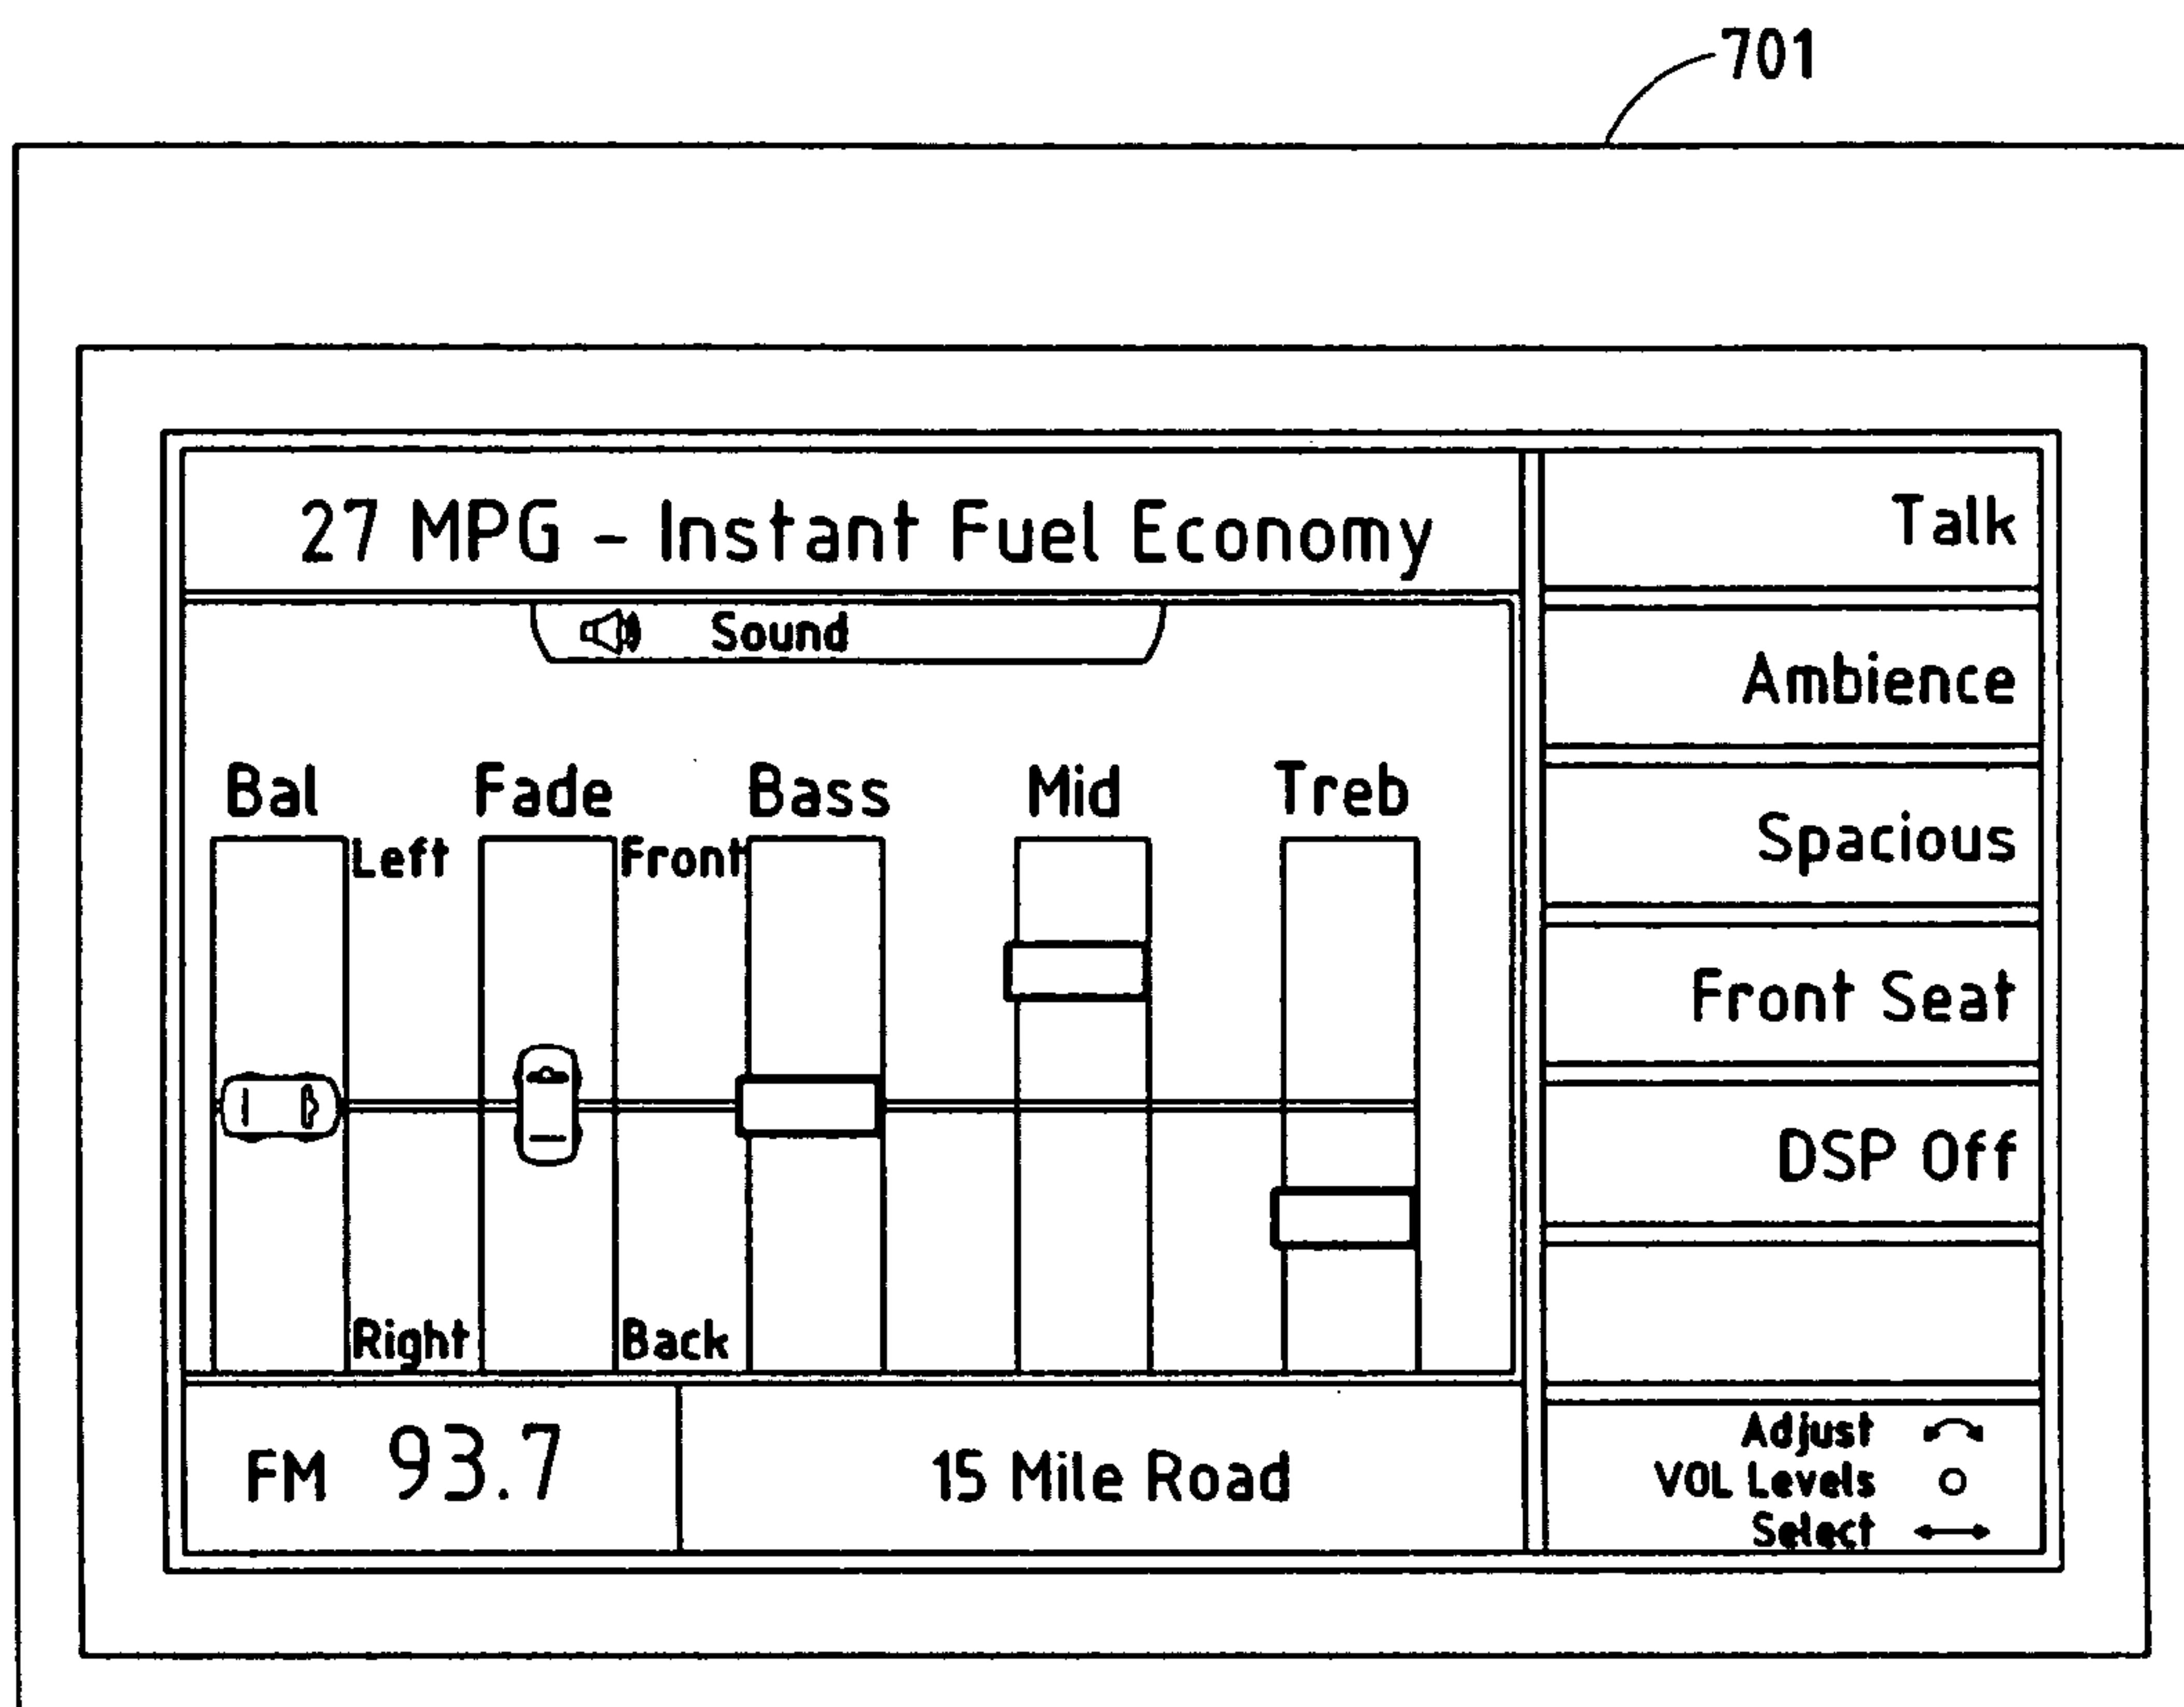 701
27 MPG - Instant Fuel Economy
Sound
Bal
Fade
Bass
Mid
Treb
Left
Front
Right
Back
FM 93.7
15 Mile Road
Talk
Ambience
Spacious
Front Seat
DSP Off
Adjust
VOL Levels
Select